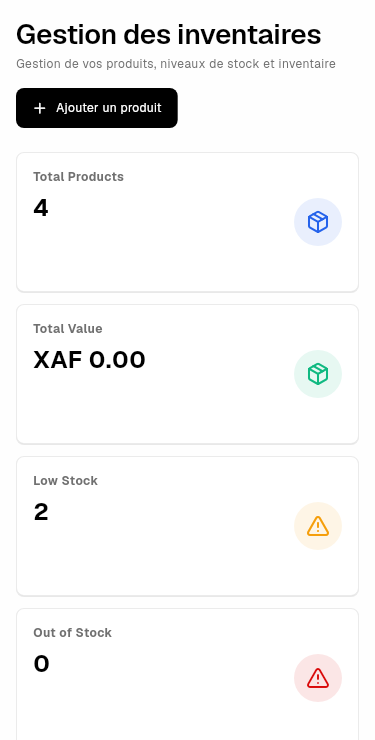 Gestion des inventaires
Gestion de vos produits, niveaux de stock et inventaire
Ajouter un produit
Total Products
4
Total Value
XAF 0.00
Low Stock
2
Out of Stock
0